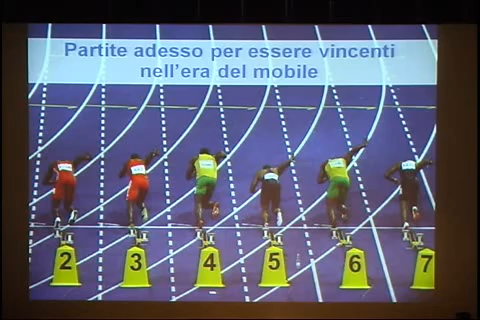 Partite adesso per essere vincenti
nell'era del mobile
2 3 4 5 6 7